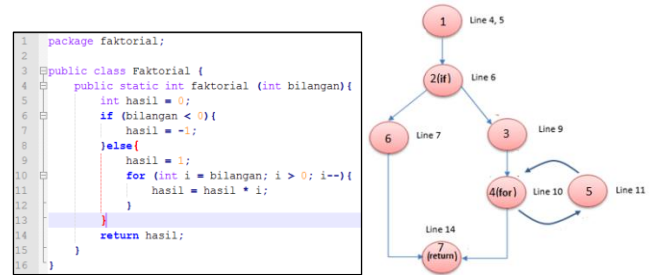 1 package faktorial;
2
3 public class Faktorial {
4 public static int faktorial (int bilangan){
5 int hasil = 0;
6 if (bilangan < 0){
7 hasil = -1;
8 }else{
9 hasil = 1;
10 for (int i = bilangan; i > 0; i--){
11 hasil = hasil * i;
12 }
13 }
14 return hasil;
15 }
16 }
1 Line 4, 5
2(if) Line 6
6 Line 7
3 Line 9
4(for) Line 10
5 Line 11
Line 14
7
(return)